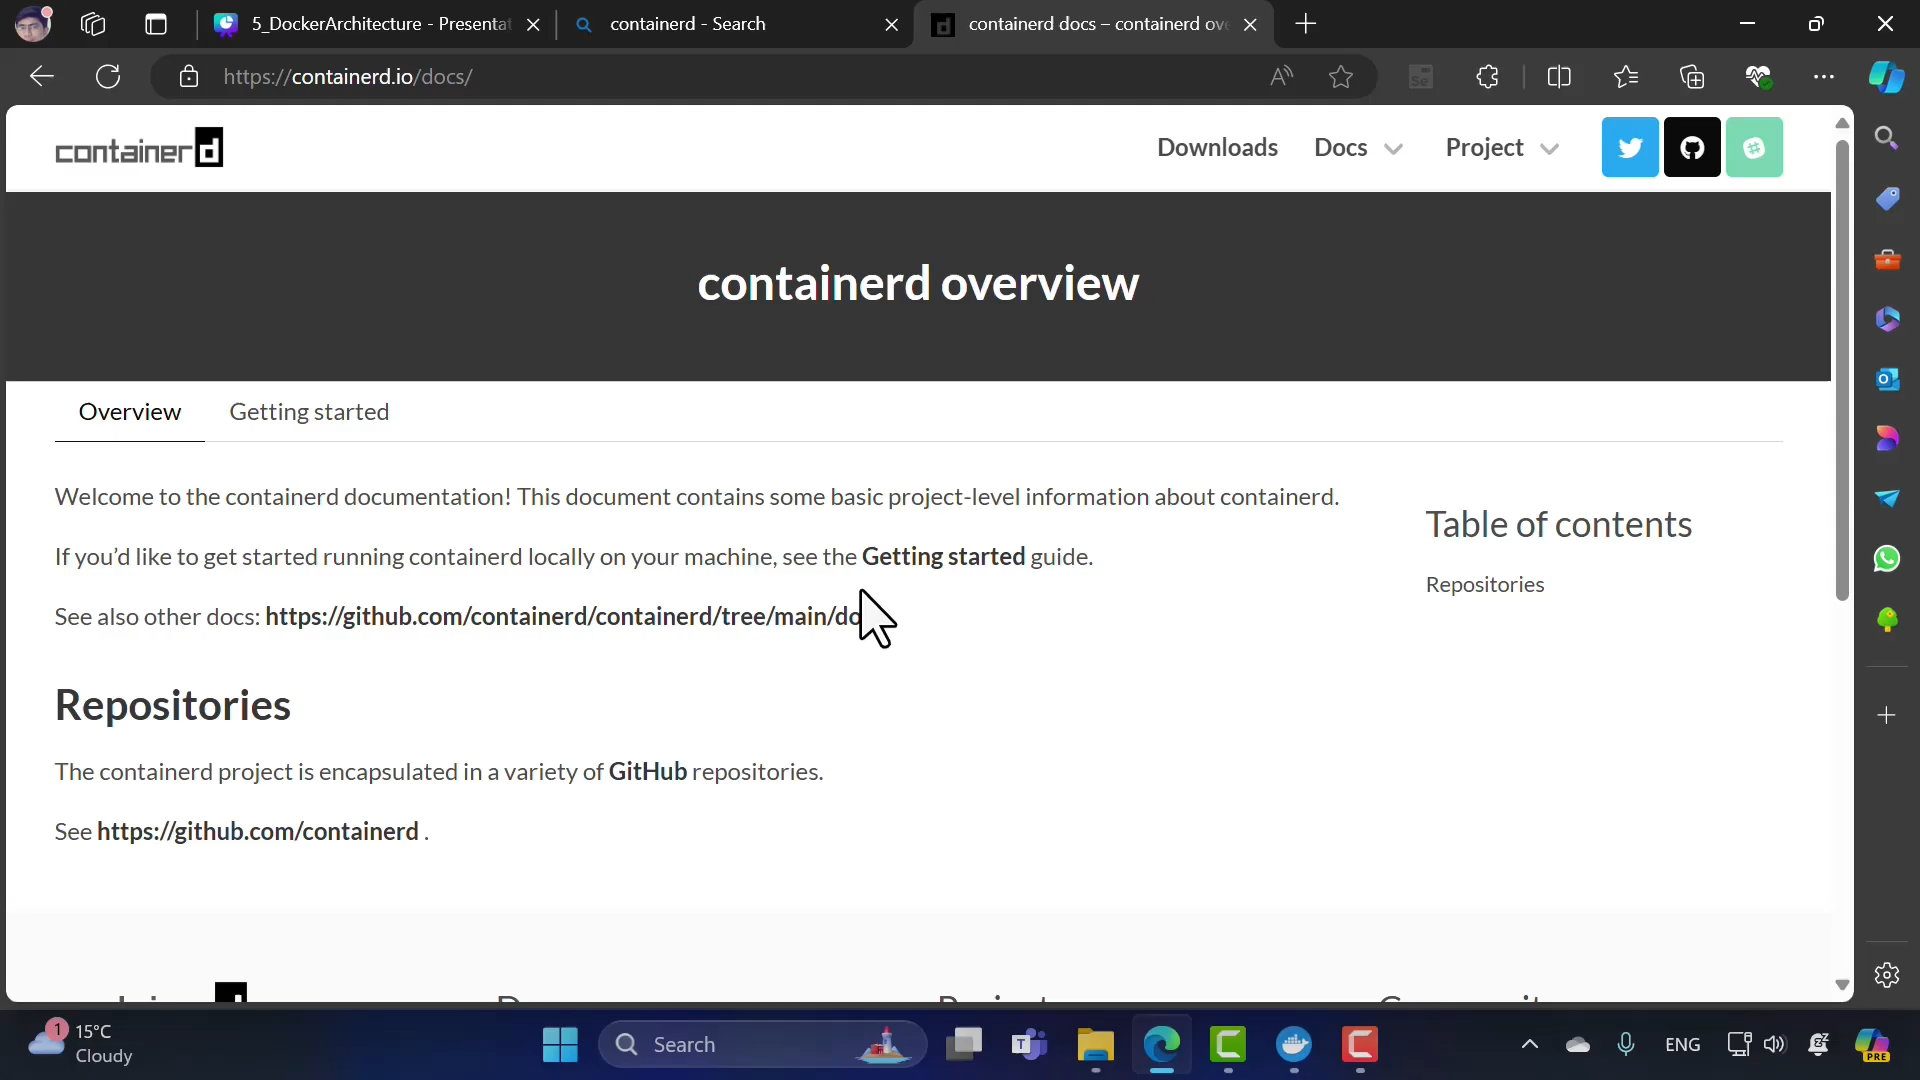 5_DockerArchitecture - Presentat
containerd - Search
containerd docs – containerd ov
https://containerd.io/docs/
containerd
Downloads
Docs
Project
containerd overview
Overview
Getting started
Welcome to the containerd documentation! This document contains some basic project-level information about containerd.
If you'd like to get started running containerd locally on your machine, see the Getting started guide.
See also other docs: https://github.com/containerd/containerd/tree/main/do
Table of contents
Repositories
Repositories
The containerd project is encapsulated in a variety of GitHub repositories.
See https://github.com/containerd .
1
15°C
Cloudy
Search
ENG
PRE